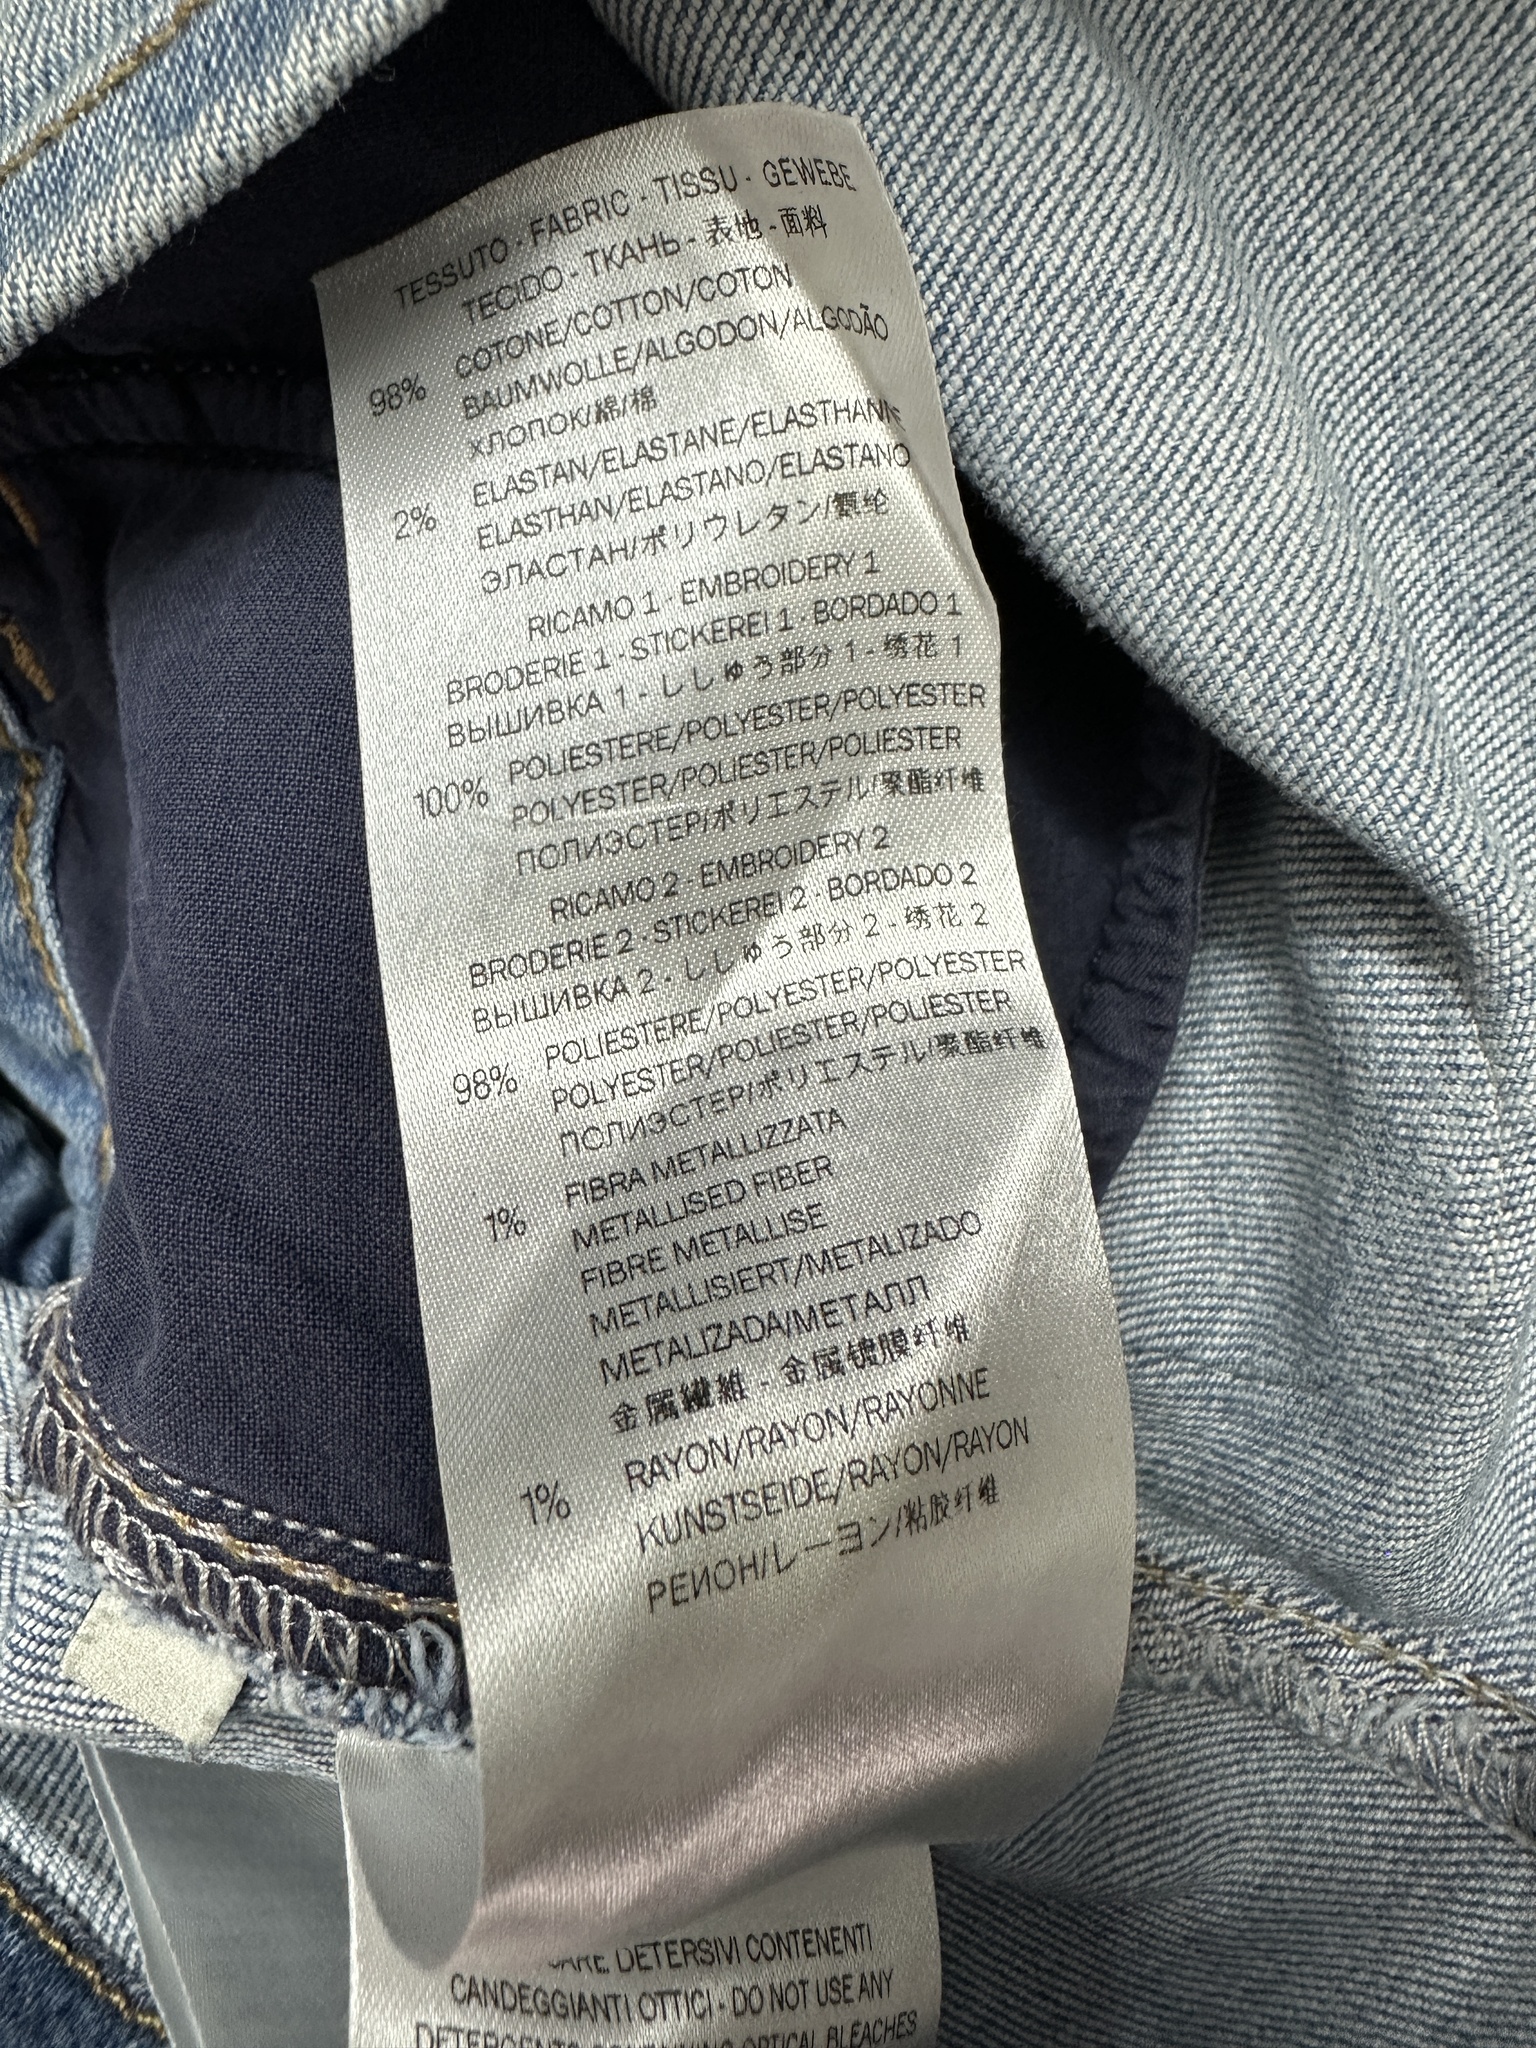 TESSUTO - FABRIC - TISSU - GEWEBE
TECIDO - ТКАНЬ - 表地 - 面料
COTONE/COTTON/COTON
98% BAUMWOLLE/ALGODON/ALGODÃO
ХЛОПОК/綿/棉
ELASTAN/ELASTANE/ELASTHANNE
2% ELASTHAN/ELASTANO/ELASTANO
ЭЛАСТАН/ポリウレタン/氨纶
RICAMO 1 - EMBROIDERY 1
BRODERIE 1 - STICKEREI 1 - BORDADO 1
ВЫШИВКА 1 - ししゅう部分 1 - 绣花 1
POLIESTERE/POLYESTER/POLYESTER
100% POLYESTER/POLIESTER/POLIESTER
ПОЛИЭСТЕР/ポリエステル/聚酯纤维
RICAMO 2 - EMBROIDERY 2
BRODERIE 2 - STICKEREI 2 - BORDADO 2
ВЫШИВКА 2 - ししゅう部分 2 - 绣花 2
POLIESTERE/POLYESTER/POLYESTER
98% POLYESTER/POLIESTER/POLIESTER
ПОЛИЭСТЕР/ポリエステル/聚酯纤维
FIBRA METALLIZZATA
1% METALLISED FIBER
FIBRE METALLISE
METALLISIERT/METALIZADO
METALIZADA/МЕТАЛЛ
金属繊維 - 金属镀膜纤维
RAYON/RAYON/RAYONNE
1% KUNSTSEIDE/RAYON/RAYON
РЕЙОН/レーヨン/粘胶纤维
DETERSIVI CONTENENTI
CANDEGGIANTI OTTICI - DO NOT USE ANY
OPTICAL BLEACHES